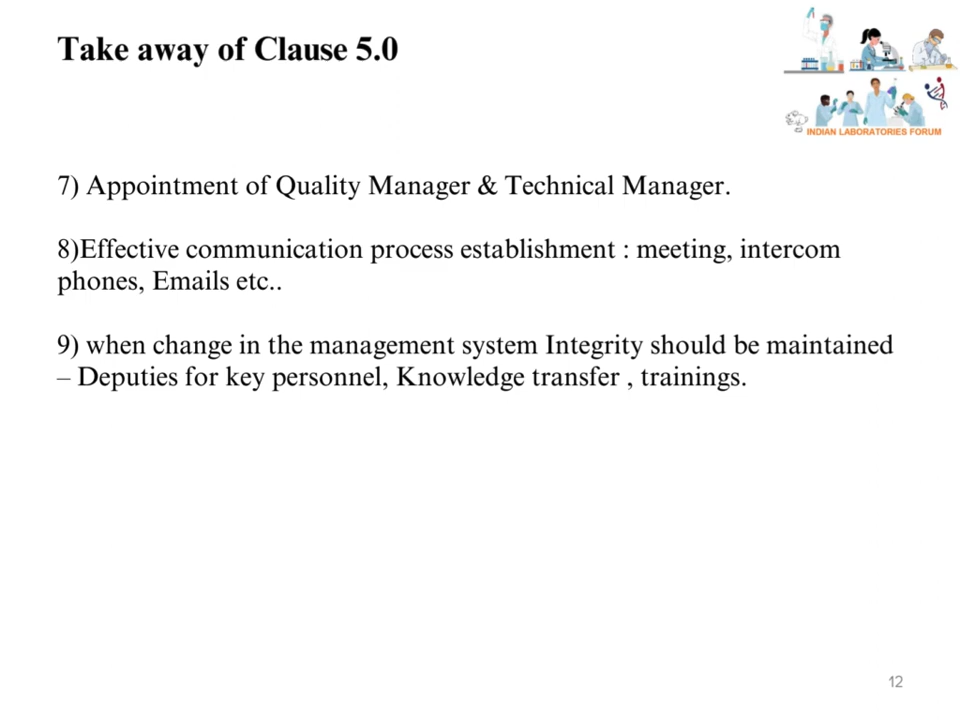 Take away of Clause 5.0
INDIAN LABORATORIES FORUM
7) Appointment of Quality Manager & Technical Manager.
8)Effective communication process establishment : meeting, intercom
phones, Emails etc..
9) when change in the management system Integrity should be maintained
– Deputies for key personnel, Knowledge transfer , trainings.
12